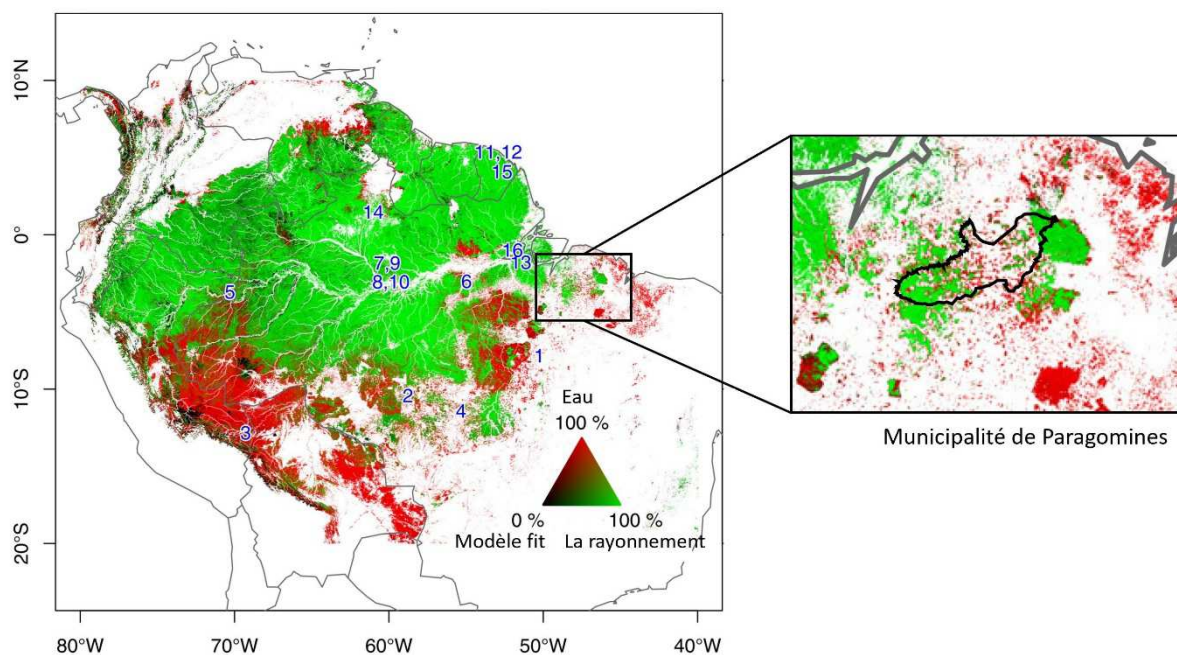 10°N
0°
10°S
20°S
80°W 70°W 60°W 50°W 40°W
11,12
15
14
16
13
7,9
8,10
6
5
1
2
4
3
Eau
100 %
0 % 100 %
Modèle fit La rayonnement
Municipalité de Paragomines